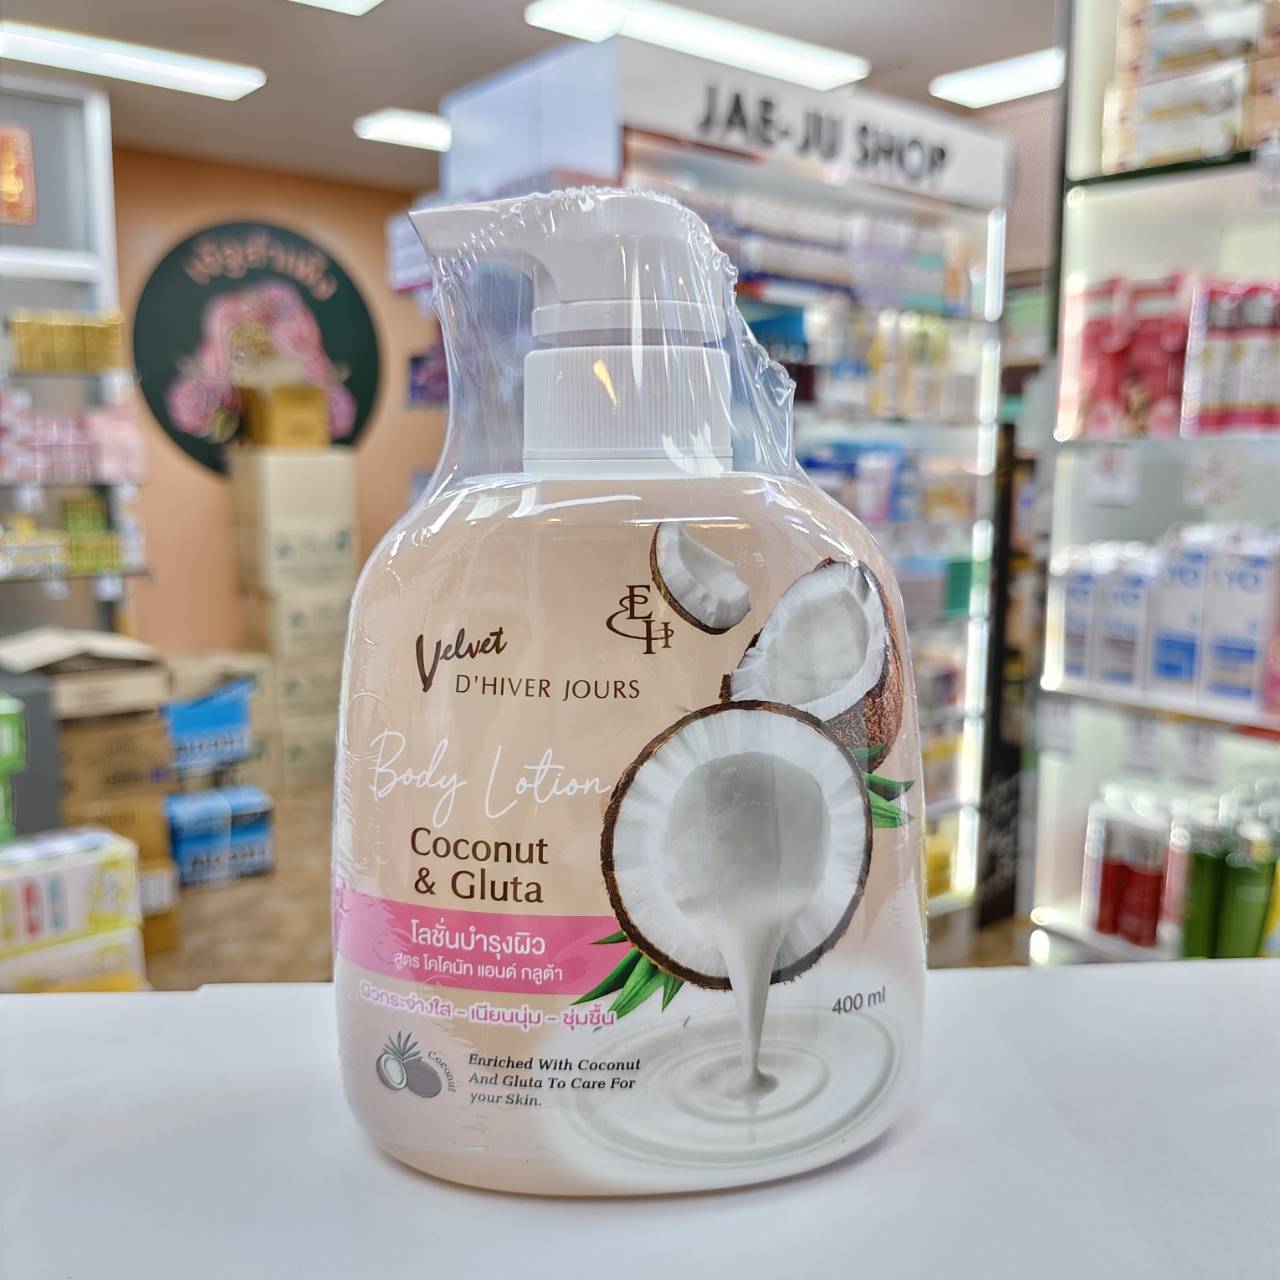 JAE-JU SHOP
EH
Velvet
D'HIVER JOURS
Body Lotion
Coconut
& Gluta
โลชั่นบำรุงผิว
สูตร โคโคนัท แอนด์ กลูต้า
ผิวกระจ่างใส - เนียนนุ่ม - ชุ่มชื้น
400 ml
Coconut
Enriched With Coconut
And Gluta To Care For
your Skin.